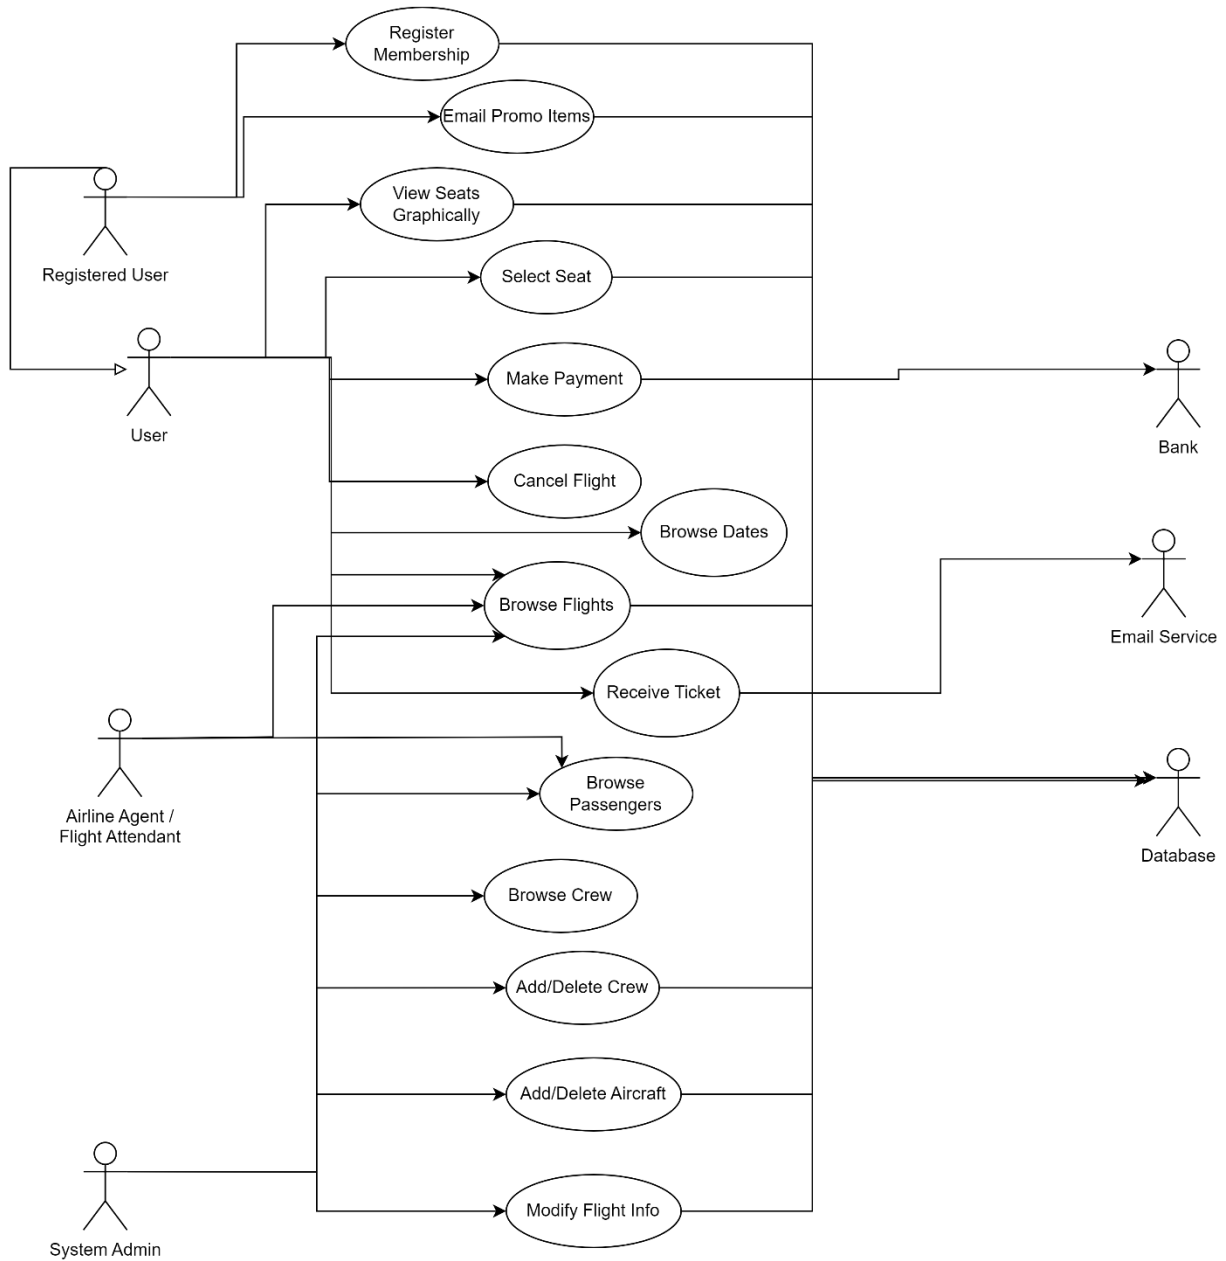 Register
Membership
Email Promo Items
View Seats
Graphically
Registered User
Select Seat
User
Make Payment
Bank
Cancel Flight
Browse Dates
Browse Flights
Email Service
Receive Ticket
Airline Agent /
Flight Attendant
Browse
Passengers
Database
Browse Crew
Add/Delete Crew
Add/Delete Aircraft
Modify Flight Info
System Admin